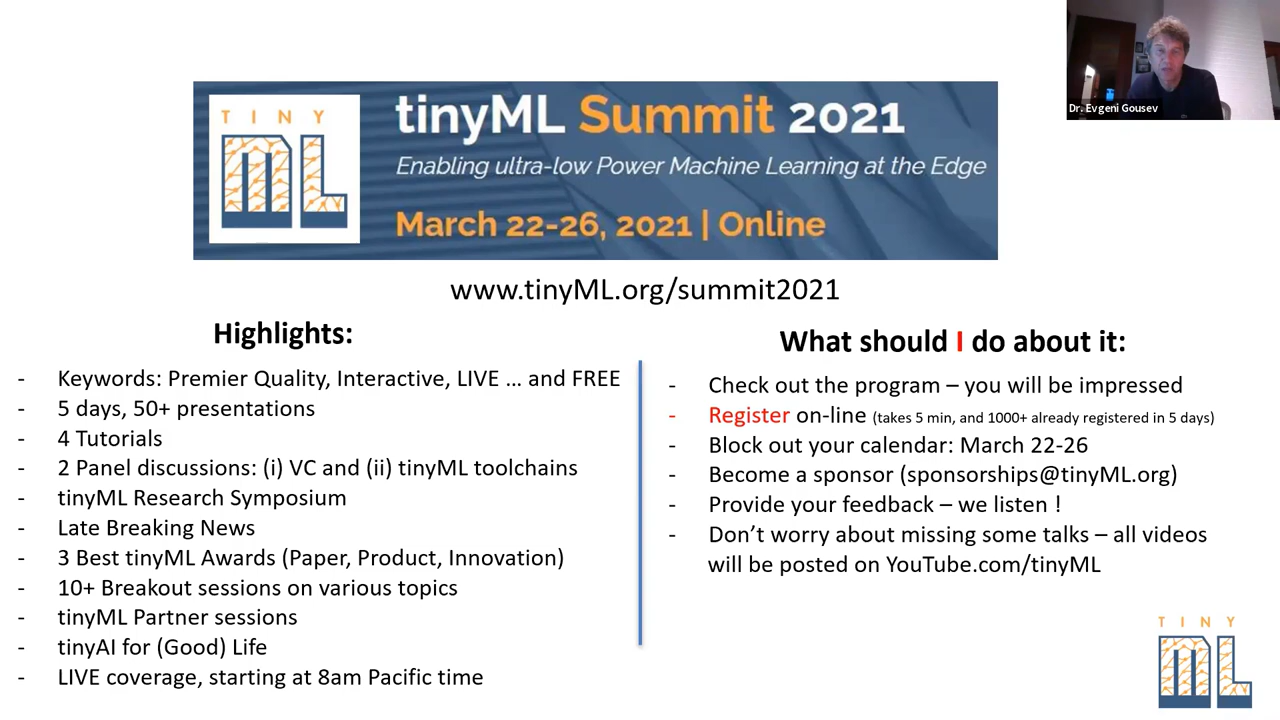 Dr. Evgeni Gousev
TINY
ML
tinyML Summit 2021
Enabling ultra-low Power Machine Learning at the Edge
March 22-26, 2021 | Online
www.tinyML.org/summit2021
Highlights:
- Keywords: Premier Quality, Interactive, LIVE … and FREE
- 5 days, 50+ presentations
- 4 Tutorials
- 2 Panel discussions: (i) VC and (ii) tinyML toolchains
- tinyML Research Symposium
- Late Breaking News
- 3 Best tinyML Awards (Paper, Product, Innovation)
- 10+ Breakout sessions on various topics
- tinyML Partner sessions
- tinyAI for (Good) Life
- LIVE coverage, starting at 8am Pacific time
What should I do about it:
- Check out the program – you will be impressed
- Register on-line (takes 5 min, and 1000+ already registered in 5 days)
- Block out your calendar: March 22-26
- Become a sponsor (sponsorships@tinyML.org)
- Provide your feedback – we listen !
- Don’t worry about missing some talks – all videos
will be posted on YouTube.com/tinyML
TINY
ML